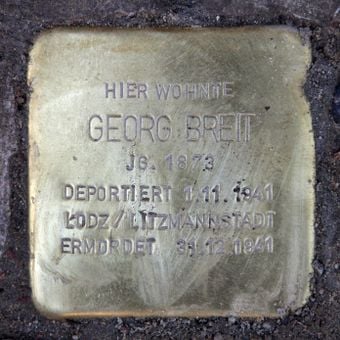 HIER WOHNTE
GEORG BREIT
JG. 1873
DEPORTIERT 1.11.1941
LODZ / LITZMANNSTADT
ERMORDET 31.12.1941